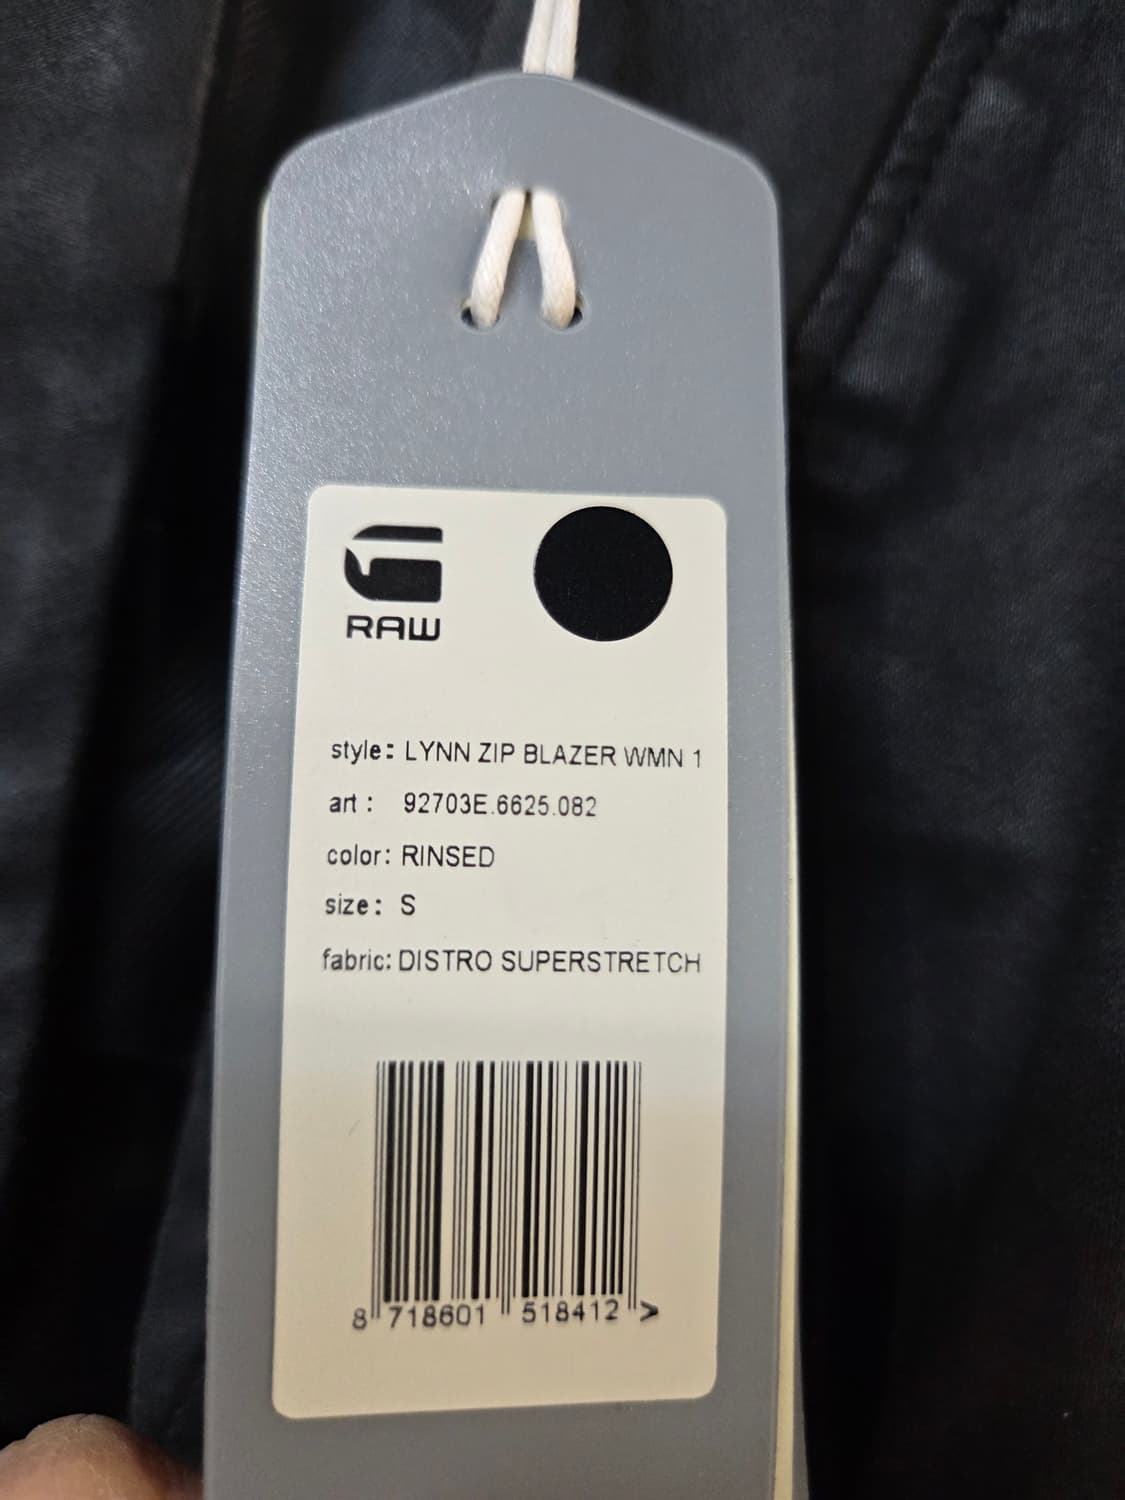 RAW
style: LYNN ZIP BLAZER WMN 1
art : 92703E.6625.082
color: RINSED
size: S
fabric: DISTRO SUPERSTRETCH
8 718601 518412 >